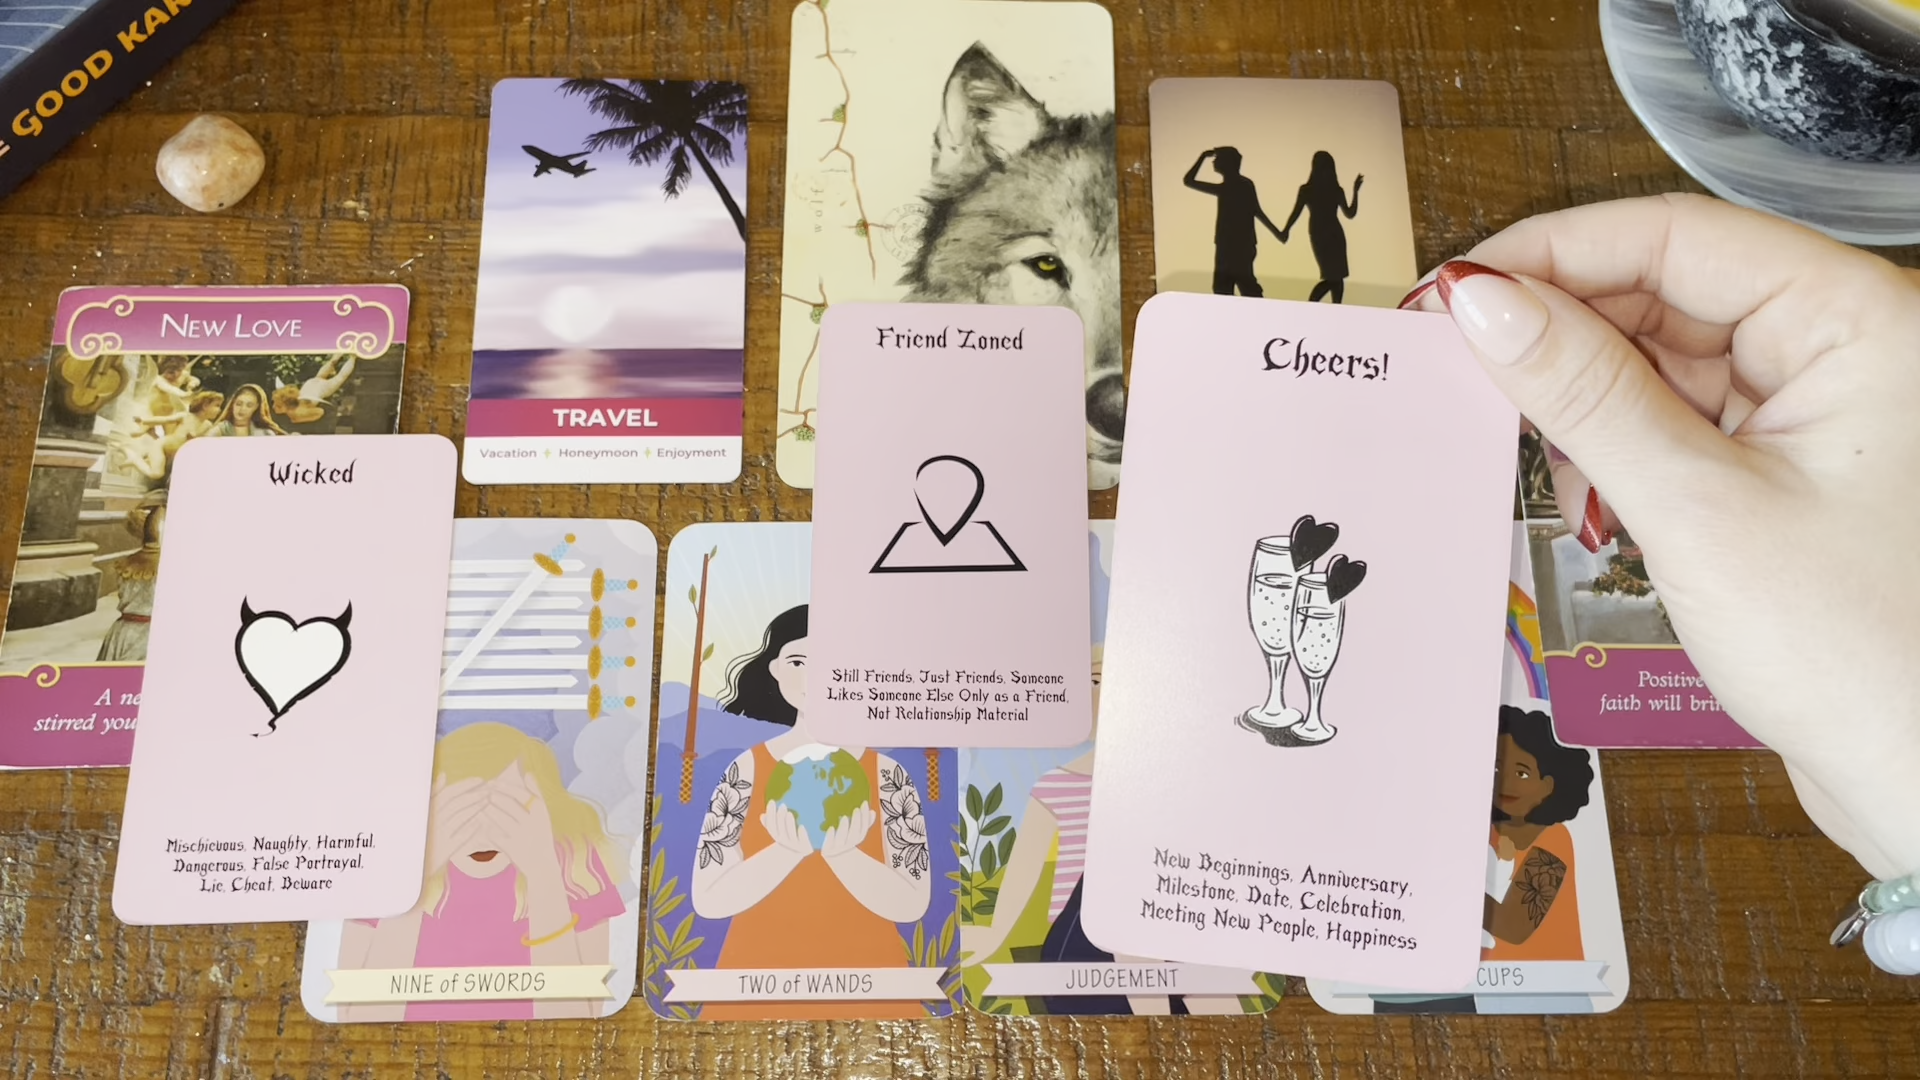 GOOD KAR
NEW LOVE
A ne
stirred you
Wicked
Mischievous, Naughty, Harmful,
Dangerous, False Portrayal,
Lie, Cheat, Beware
TRAVEL
Vacation + Honeymoon + Enjoyment
wolf
Friend Zoned
Still Friends, Just Friends, Someone
Likes Someone Else Only as a Friend,
Not Relationship Material
Cheers!
New Beginnings, Anniversary,
Milestone, Date, Celebration,
Meeting New People, Happiness
Positive
faith will brin
NINE of SWORDS
TWO of WANDS
JUDGEMENT
CUPS